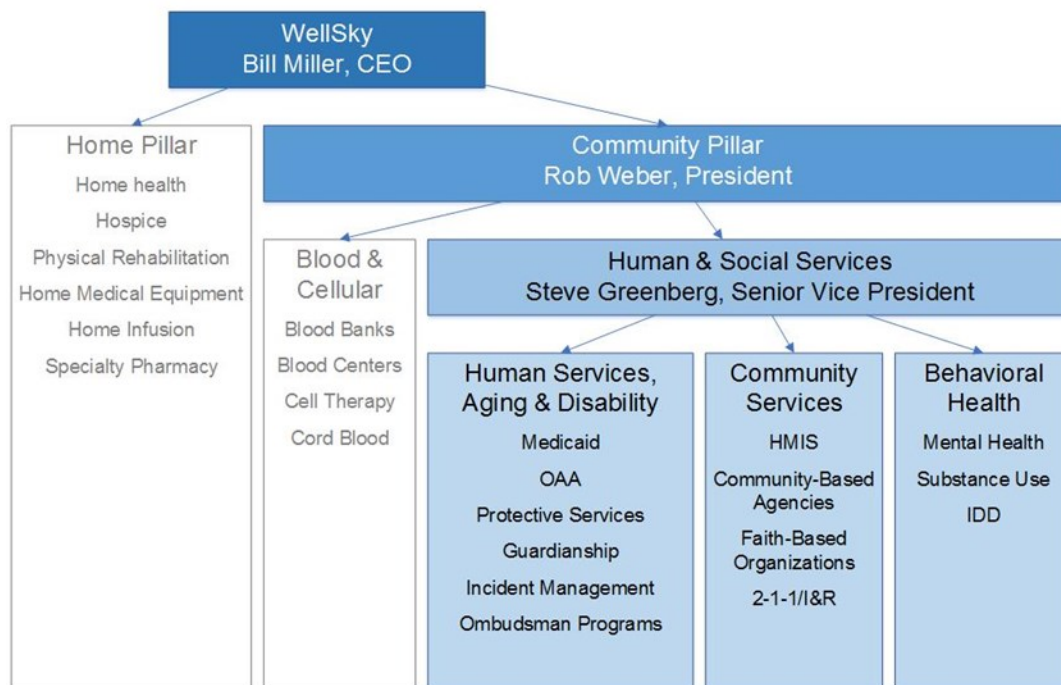 WellSky
Bill Miller, CEO
Home Pillar
Home health
Hospice
Physical Rehabilitation
Home Medical Equipment
Home Infusion
Specialty Pharmacy
Community Pillar
Rob Weber, President
Blood &
Cellular
Blood Banks
Blood Centers
Cell Therapy
Cord Blood
Human & Social Services
Steve Greenberg, Senior Vice President
Human Services,
Aging & Disability
Medicaid
OAA
Protective Services
Guardianship
Incident Management
Ombudsman Programs
Community
Services
HMIS
Community-Based
Agencies
Faith-Based
Organizations
2-1-1/I&R
Behavioral
Health
Mental Health
Substance Use
IDD